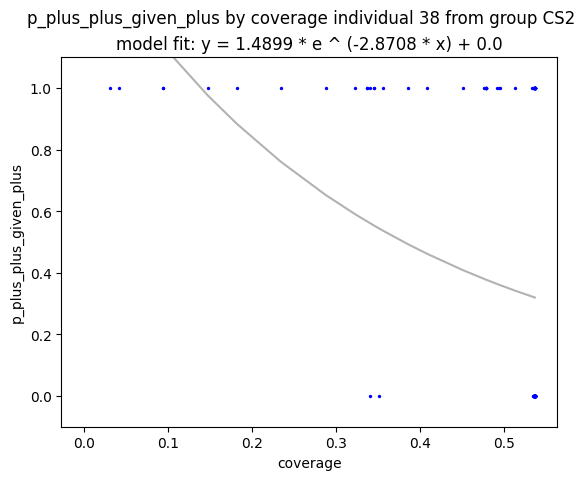 p_plus_plus_given_plus by coverage individual 38 from group CS2
model fit: y = 1.4899 * e ^ (-2.8708 * x) + 0.0
1.0
0.8
0.6
0.4
0.2
0.0
p_plus_plus_given_plus
0.0 0.1 0.2 0.3 0.4 0.5
coverage